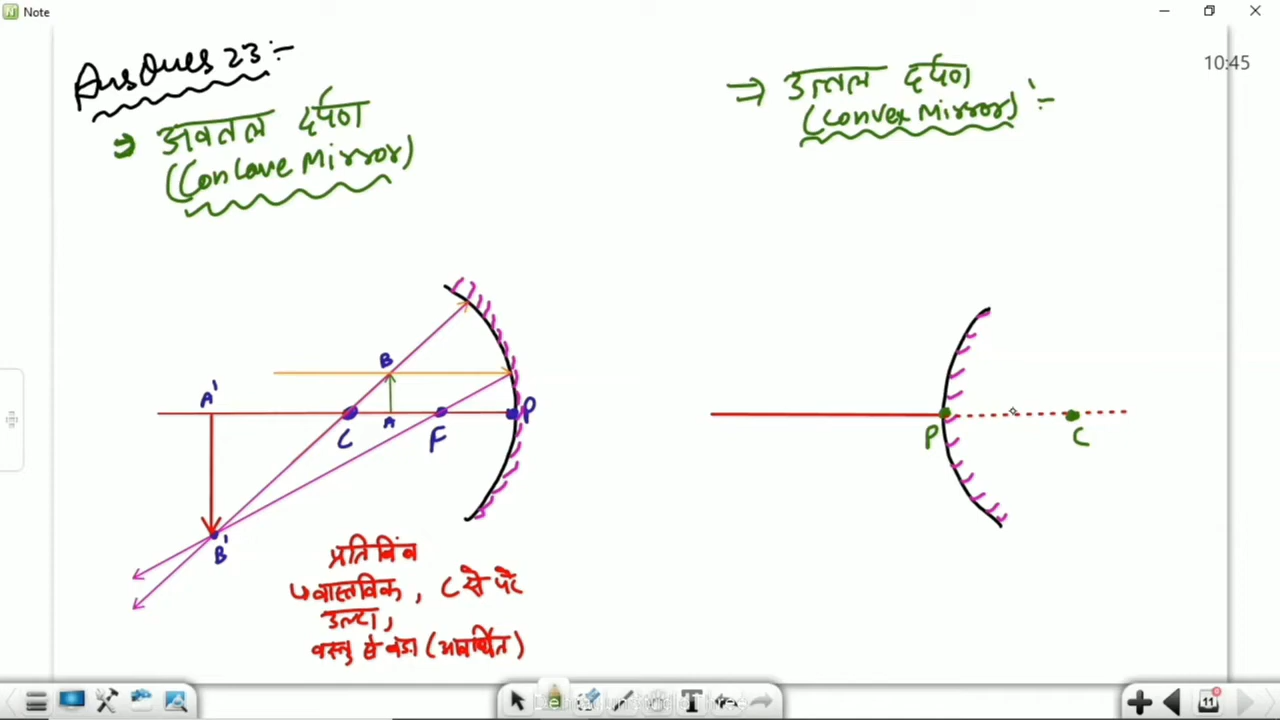 Note
10:45
Ans Ques 23:-
⇒ अवतल दर्पण
(Concave Mirror)
⇒ उत्तल दर्पण
(Convex Mirror) :-
B
A'
C
A
F
P
B'
प्रतिबिंब
↳ वास्तविक, C से परे
उल्टा,
वस्तु से बड़ा (आवर्धित)
P
C
T
11